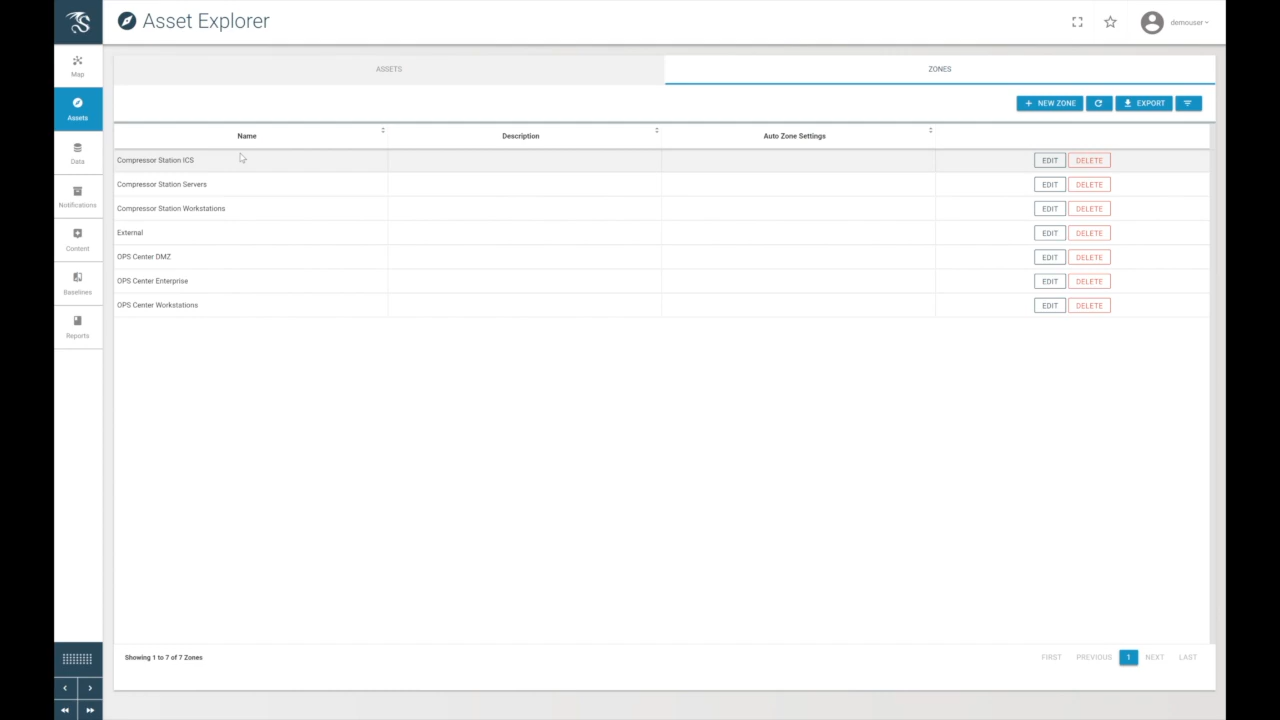 Asset Explorer
demouser
Map
Assets
Data
Notifications
Content
Baselines
Reports
ASSETS
ZONES
+ NEW ZONE
EXPORT
Name
Description
Auto Zone Settings
Compressor Station ICS
EDIT
DELETE
Compressor Station Servers
EDIT
DELETE
Compressor Station Workstations
EDIT
DELETE
External
EDIT
DELETE
OPS Center DMZ
EDIT
DELETE
OPS Center Enterprise
EDIT
DELETE
OPS Center Workstations
EDIT
DELETE
Showing 1 to 7 of 7 Zones
FIRST
PREVIOUS
1
NEXT
LAST